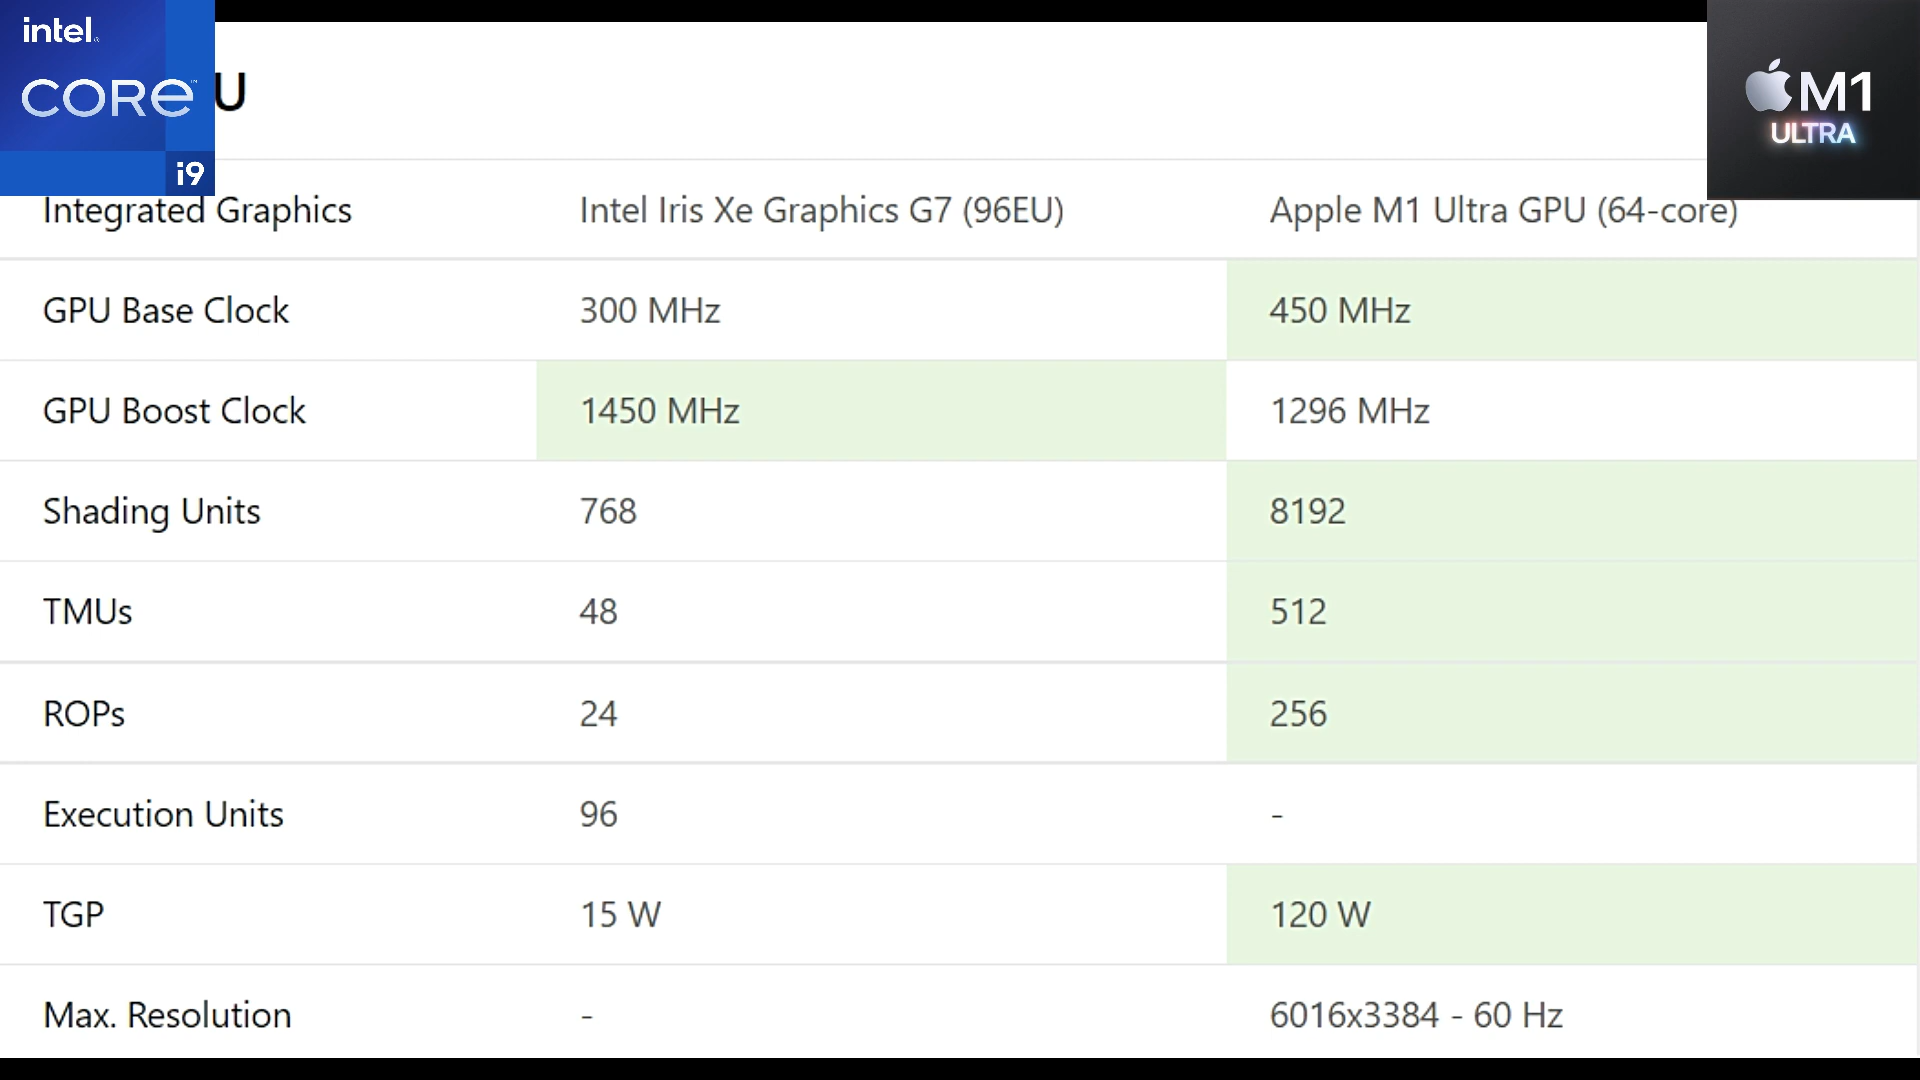 intel.
CORE™
i9
U
M1
ULTRA
Integrated Graphics Intel Iris Xe Graphics G7 (96EU) Apple M1 Ultra GPU (64-core)
GPU Base Clock 300 MHz 450 MHz
GPU Boost Clock 1450 MHz 1296 MHz
Shading Units 768 8192
TMUs 48 512
ROPs 24 256
Execution Units 96 -
TGP 15 W 120 W
Max. Resolution - 6016x3384 - 60 Hz